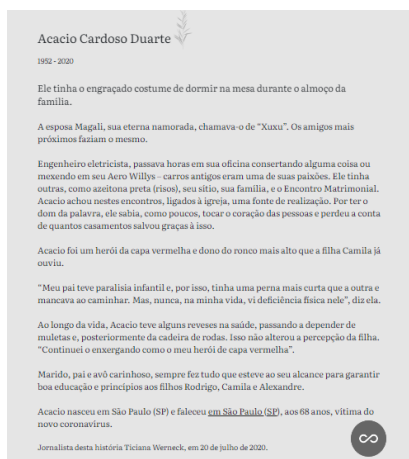 Acacio Cardoso Duarte
1952 - 2020
Ele tinha o engraçado costume de dormir na mesa durante o almoço da
família.
A esposa Magali, sua eterna namorada, chamava-o de “Xuxu”. Os amigos mais
próximos faziam o mesmo.
Engenheiro eletricista, passava horas em sua oficina consertando alguma coisa ou
mexendo em seu Aero Willys – carros antigos eram uma de suas paixões. Ele tinha
outras, como azeitona preta (risos), seu sítio, sua família, e o Encontro Matrimonial.
Acacio achou nestes encontros, ligados à igreja, uma fonte de realização. Por ter o
dom da palavra, ele sabia, como poucos, tocar o coração das pessoas e perdeu a conta
de quantos casamentos salvou graças à isso.
Acacio foi um herói da capa vermelha e dono do ronco mais alto que a filha Camila já
ouviu.
“Meu pai teve paralisia infantil e, por isso, tinha uma perna mais curta que a outra e
mancava ao caminhar. Mas, nunca, na minha vida, vi deficiência física nele”, diz ela.
Ao longo da vida, Acacio teve alguns reveses na saúde, passando a depender de
muletas e, posteriormente da cadeira de rodas. Isso não alterou a percepção da filha.
“Continuei o enxergando como o meu herói de capa vermelha”.
Marido, pai e avô carinhoso, sempre fez tudo que esteve ao seu alcance para garantir
boa educação e princípios aos filhos Rodrigo, Camila e Alexandre.
Acacio nasceu em São Paulo (SP) e faleceu em São Paulo (SP), aos 68 anos, vítima do
novo coronavírus.
Jornalista desta história Ticiana Werneck, em 20 de julho de 2020.